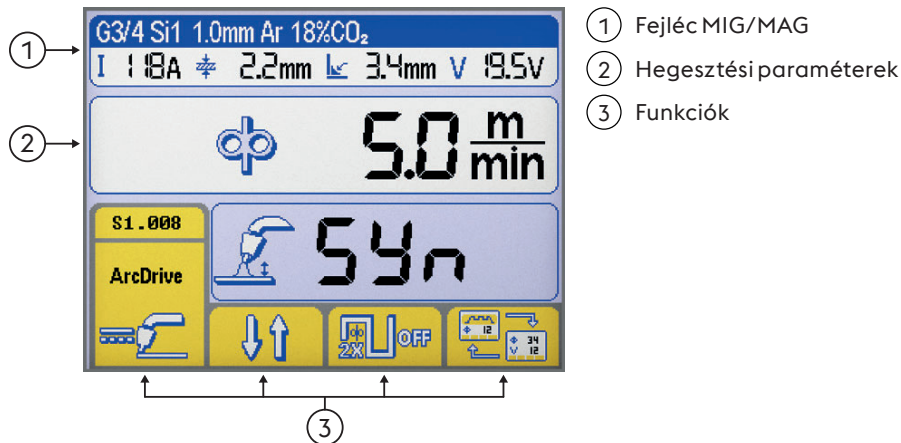 G3/4 Si1 1.0mm Ar 18%CO₂
I 118A 2.2mm 3.4mm V 19.5V
5.0 m/min
S1.008
ArcDrive
SYn
2X OFF
12
34
V 12
1
2
3
1 Fejléc MIG/MAG
2 Hegesztési paraméterek
3 Funkciók